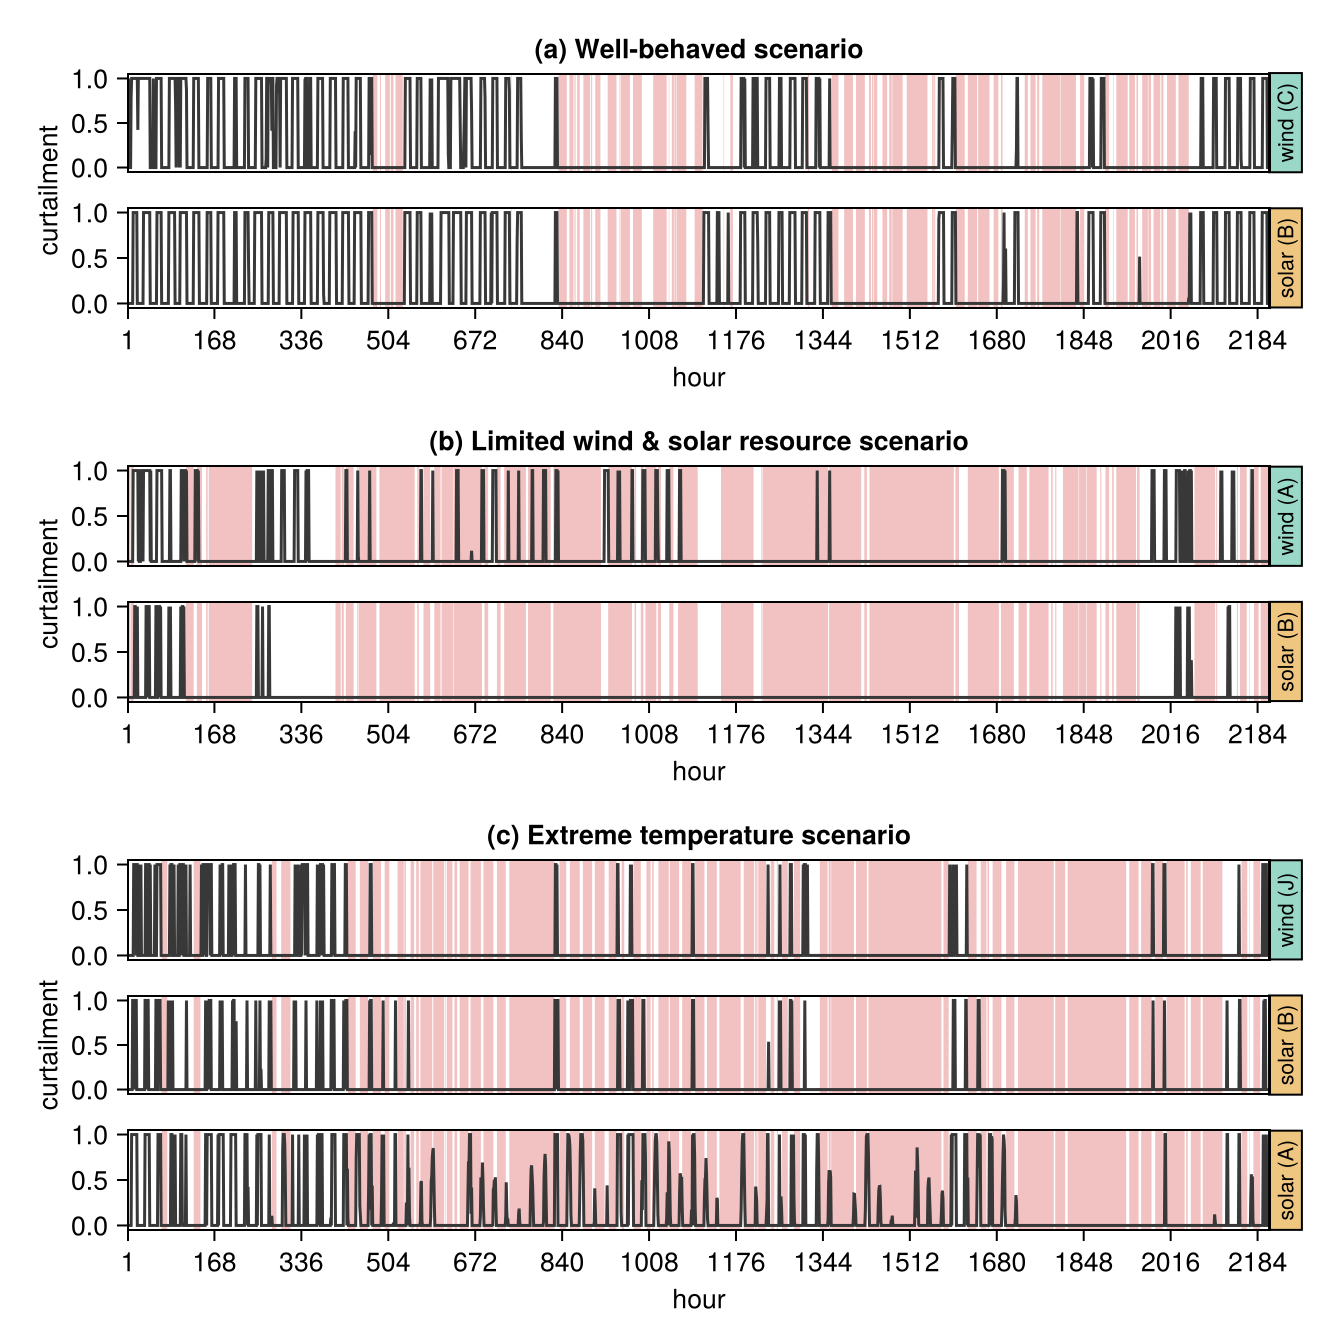 (a) Well-behaved scenario
curtailment
1.0
0.5
0.0
wind (C)
1.0
0.5
0.0
solar (B)
1 168 336 504 672 840 1008 1176 1344 1512 1680 1848 2016 2184
hour
(b) Limited wind & solar resource scenario
curtailment
1.0
0.5
0.0
wind (A)
1.0
0.5
0.0
solar (B)
1 168 336 504 672 840 1008 1176 1344 1512 1680 1848 2016 2184
hour
(c) Extreme temperature scenario
curtailment
1.0
0.5
0.0
wind (J)
1.0
0.5
0.0
solar (B)
1.0
0.5
0.0
solar (A)
1 168 336 504 672 840 1008 1176 1344 1512 1680 1848 2016 2184
hour